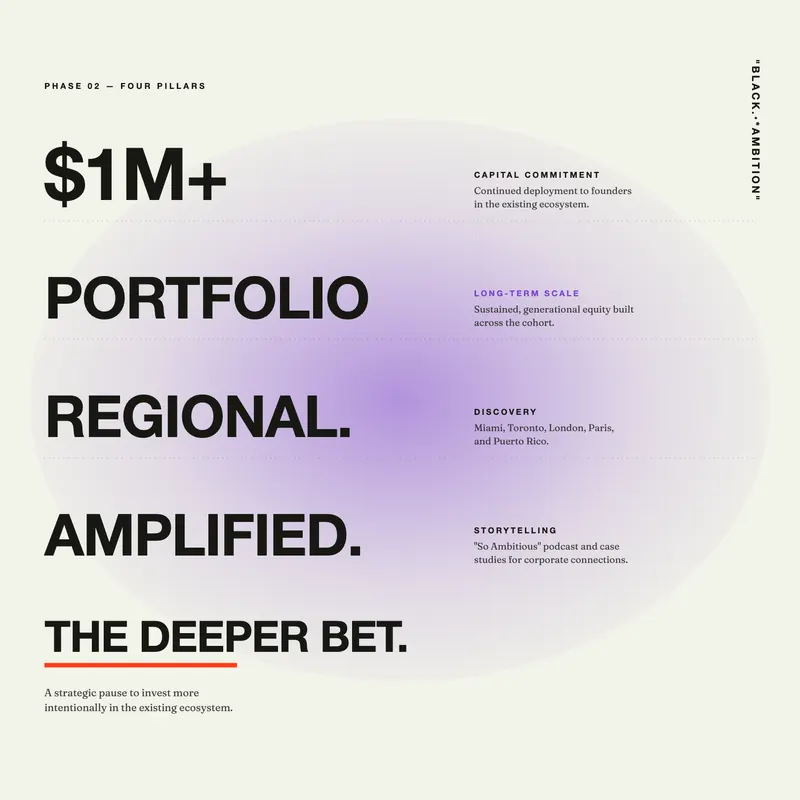 PHASE 02 — FOUR PILLARS
"BLACK.·*AMBITION"
$1M+
CAPITAL COMMITMENT
Continued deployment to founders
in the existing ecosystem.
PORTFOLIO
LONG-TERM SCALE
Sustained, generational equity built
across the cohort.
REGIONAL.
DISCOVERY
Miami, Toronto, London, Paris,
and Puerto Rico.
AMPLIFIED.
STORYTELLING
"So Ambitious" podcast and case
studies for corporate connections.
THE DEEPER BET.
A strategic pause to invest more
intentionally in the existing ecosystem.